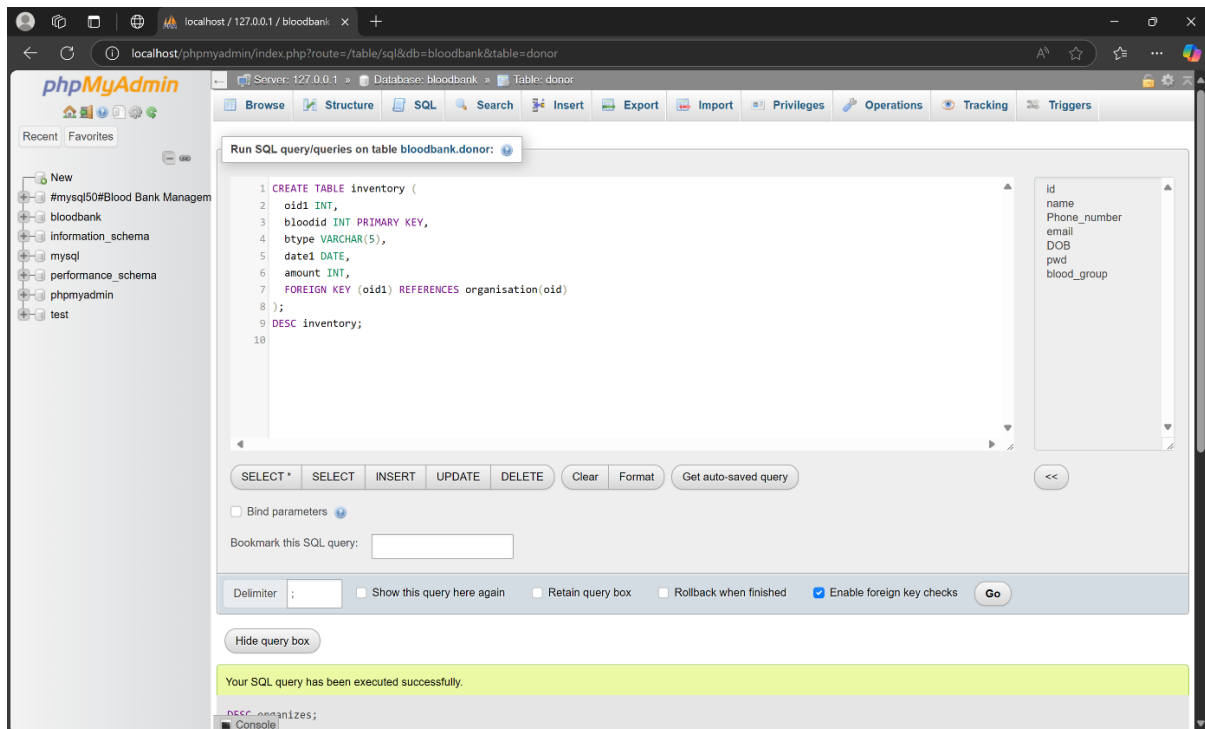 localhost / 127.0.0.1 / bloodbank
localhost/phpmyadmin/index.php?route=/table/sql&db=bloodbank&table=donor
phpMyAdmin
Recent Favorites
New
#mysql50#Blood Bank Managem
bloodbank
information_schema
mysql
performance_schema
phpmyadmin
test
Server: 127.0.0.1 » Database: bloodbank » Table: donor
Browse Structure SQL Search Insert Export Import Privileges Operations Tracking Triggers
Run SQL query/queries on table bloodbank.donor:
1 CREATE TABLE inventory (
2 oid1 INT,
3 bloodid INT PRIMARY KEY,
4 btype VARCHAR(5),
5 date1 DATE,
6 amount INT,
7 FOREIGN KEY (oid1) REFERENCES organisation(oid)
8 );
9 DESC inventory;
10
id
name
Phone_number
email
DOB
pwd
blood_group
SELECT * SELECT INSERT UPDATE DELETE Clear Format Get auto-saved query <<
Bind parameters
Bookmark this SQL query:
Delimiter ; Show this query here again Retain query box Rollback when finished Enable foreign key checks Go
Hide query box
Your SQL query has been executed successfully.
DESC organizes;
Console